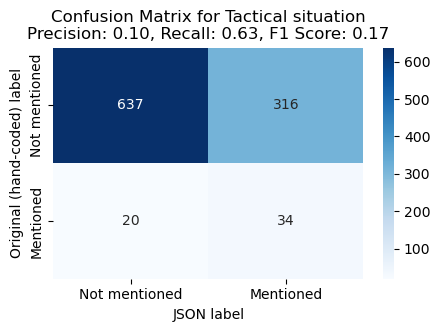 Confusion Matrix for Tactical situation
Precision: 0.10, Recall: 0.63, F1 Score: 0.17
Original (hand-coded) label
Not mentioned
Mentioned
637
316
20
34
600
500
400
300
200
100
Not mentioned
Mentioned
JSON label